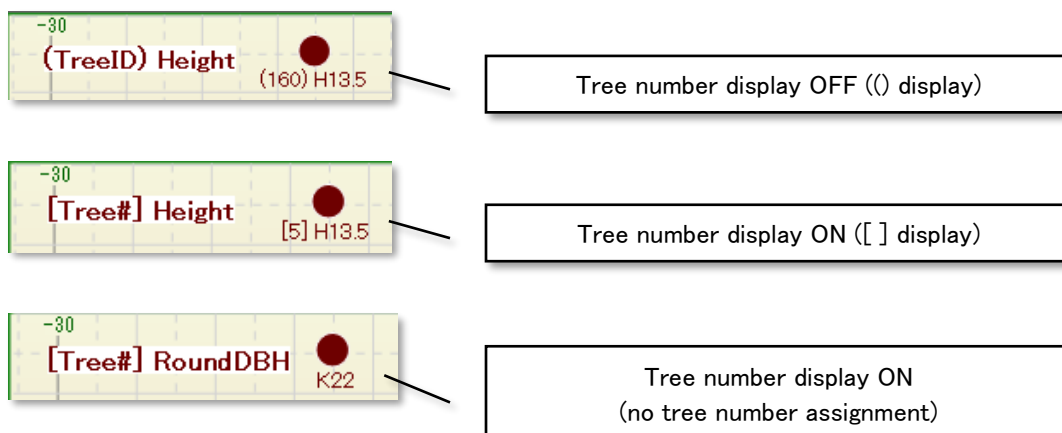 -30
(TreeID) Height
(160) H13.5
Tree number display OFF (() display)
-30
[Tree#] Height
[5] H13.5
Tree number display ON ([ ] display)
-30
[Tree#] RoundDBH
K22
Tree number display ON
(no tree number assignment)